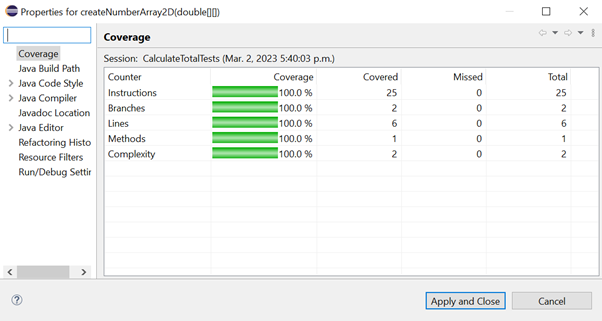 Properties for createNumberArray2D(double[][])
Coverage
Java Build Path
Java Code Style
Java Compiler
Javadoc Location
Java Editor
Refactoring Histo
Resource Filters
Run/Debug Settin
Coverage
Session: CalculateTotalTests (Mar. 2, 2023 5:40:03 p.m.)
Counter Coverage Covered Missed Total
Instructions 100.0 % 25 0 25
Branches 100.0 % 2 0 2
Lines 100.0 % 6 0 6
Methods 100.0 % 1 0 1
Complexity 100.0 % 2 0 2
? Apply and Close Cancel